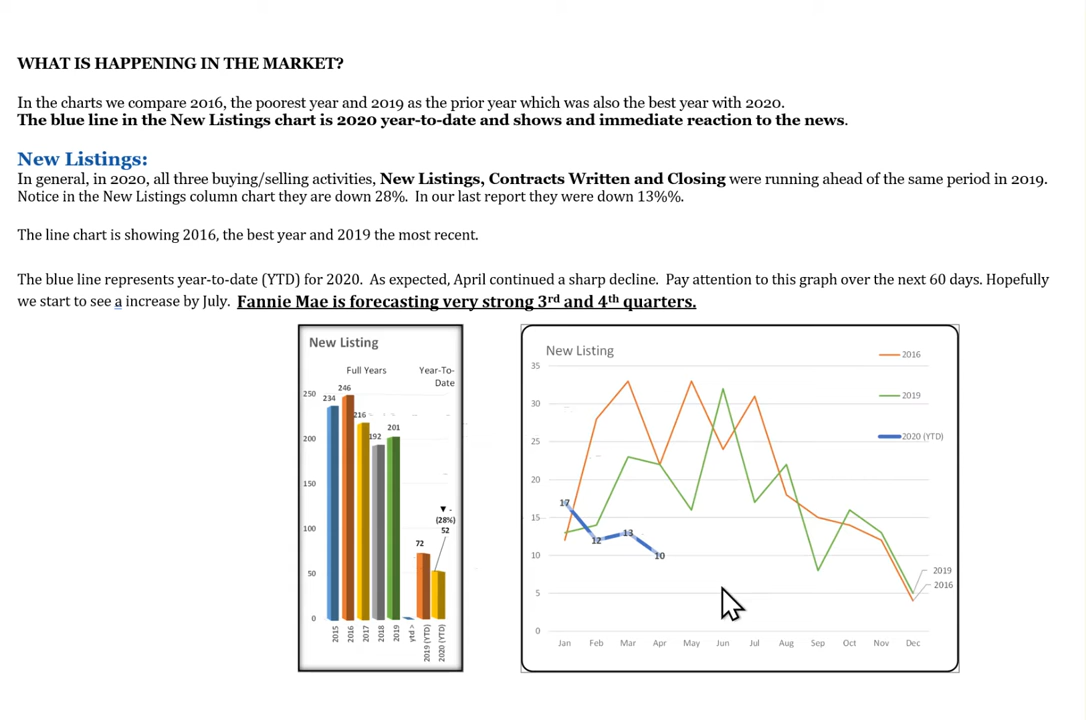 WHAT IS HAPPENING IN THE MARKET?
In the charts we compare 2016, the poorest year and 2019 as the prior year which was also the best year with 2020.
The blue line in the New Listings chart is 2020 year-to-date and shows and immediate reaction to the news.
New Listings:
In general, in 2020, all three buying/selling activities, New Listings, Contracts Written and Closing were running ahead of the same period in 2019.
Notice in the New Listings column chart they are down 28%. In our last report they were down 13%%.
The line chart is showing 2016, the best year and 2019 the most recent.
The blue line represents year-to-date (YTD) for 2020. As expected, April continued a sharp decline. Pay attention to this graph over the next 60 days. Hopefully
we start to see a increase by July. Fannie Mae is forecasting very strong 3rd and 4th quarters.
New Listing
Full Years
Year-To-
Date
250
200
150
100
50
0
234
246
216
192
201
72
▼ -
(28%)
52
2015
2016
2017
2018
2019
ytd >
2019 (YTD)
2020 (YTD)
New Listing
2016
2019
2020 (YTD)
35
30
25
20
15
10
5
0
17
12
13
10
2019
2016
Jan Feb Mar Apr May Jun Jul Aug Sep Oct Nov Dec